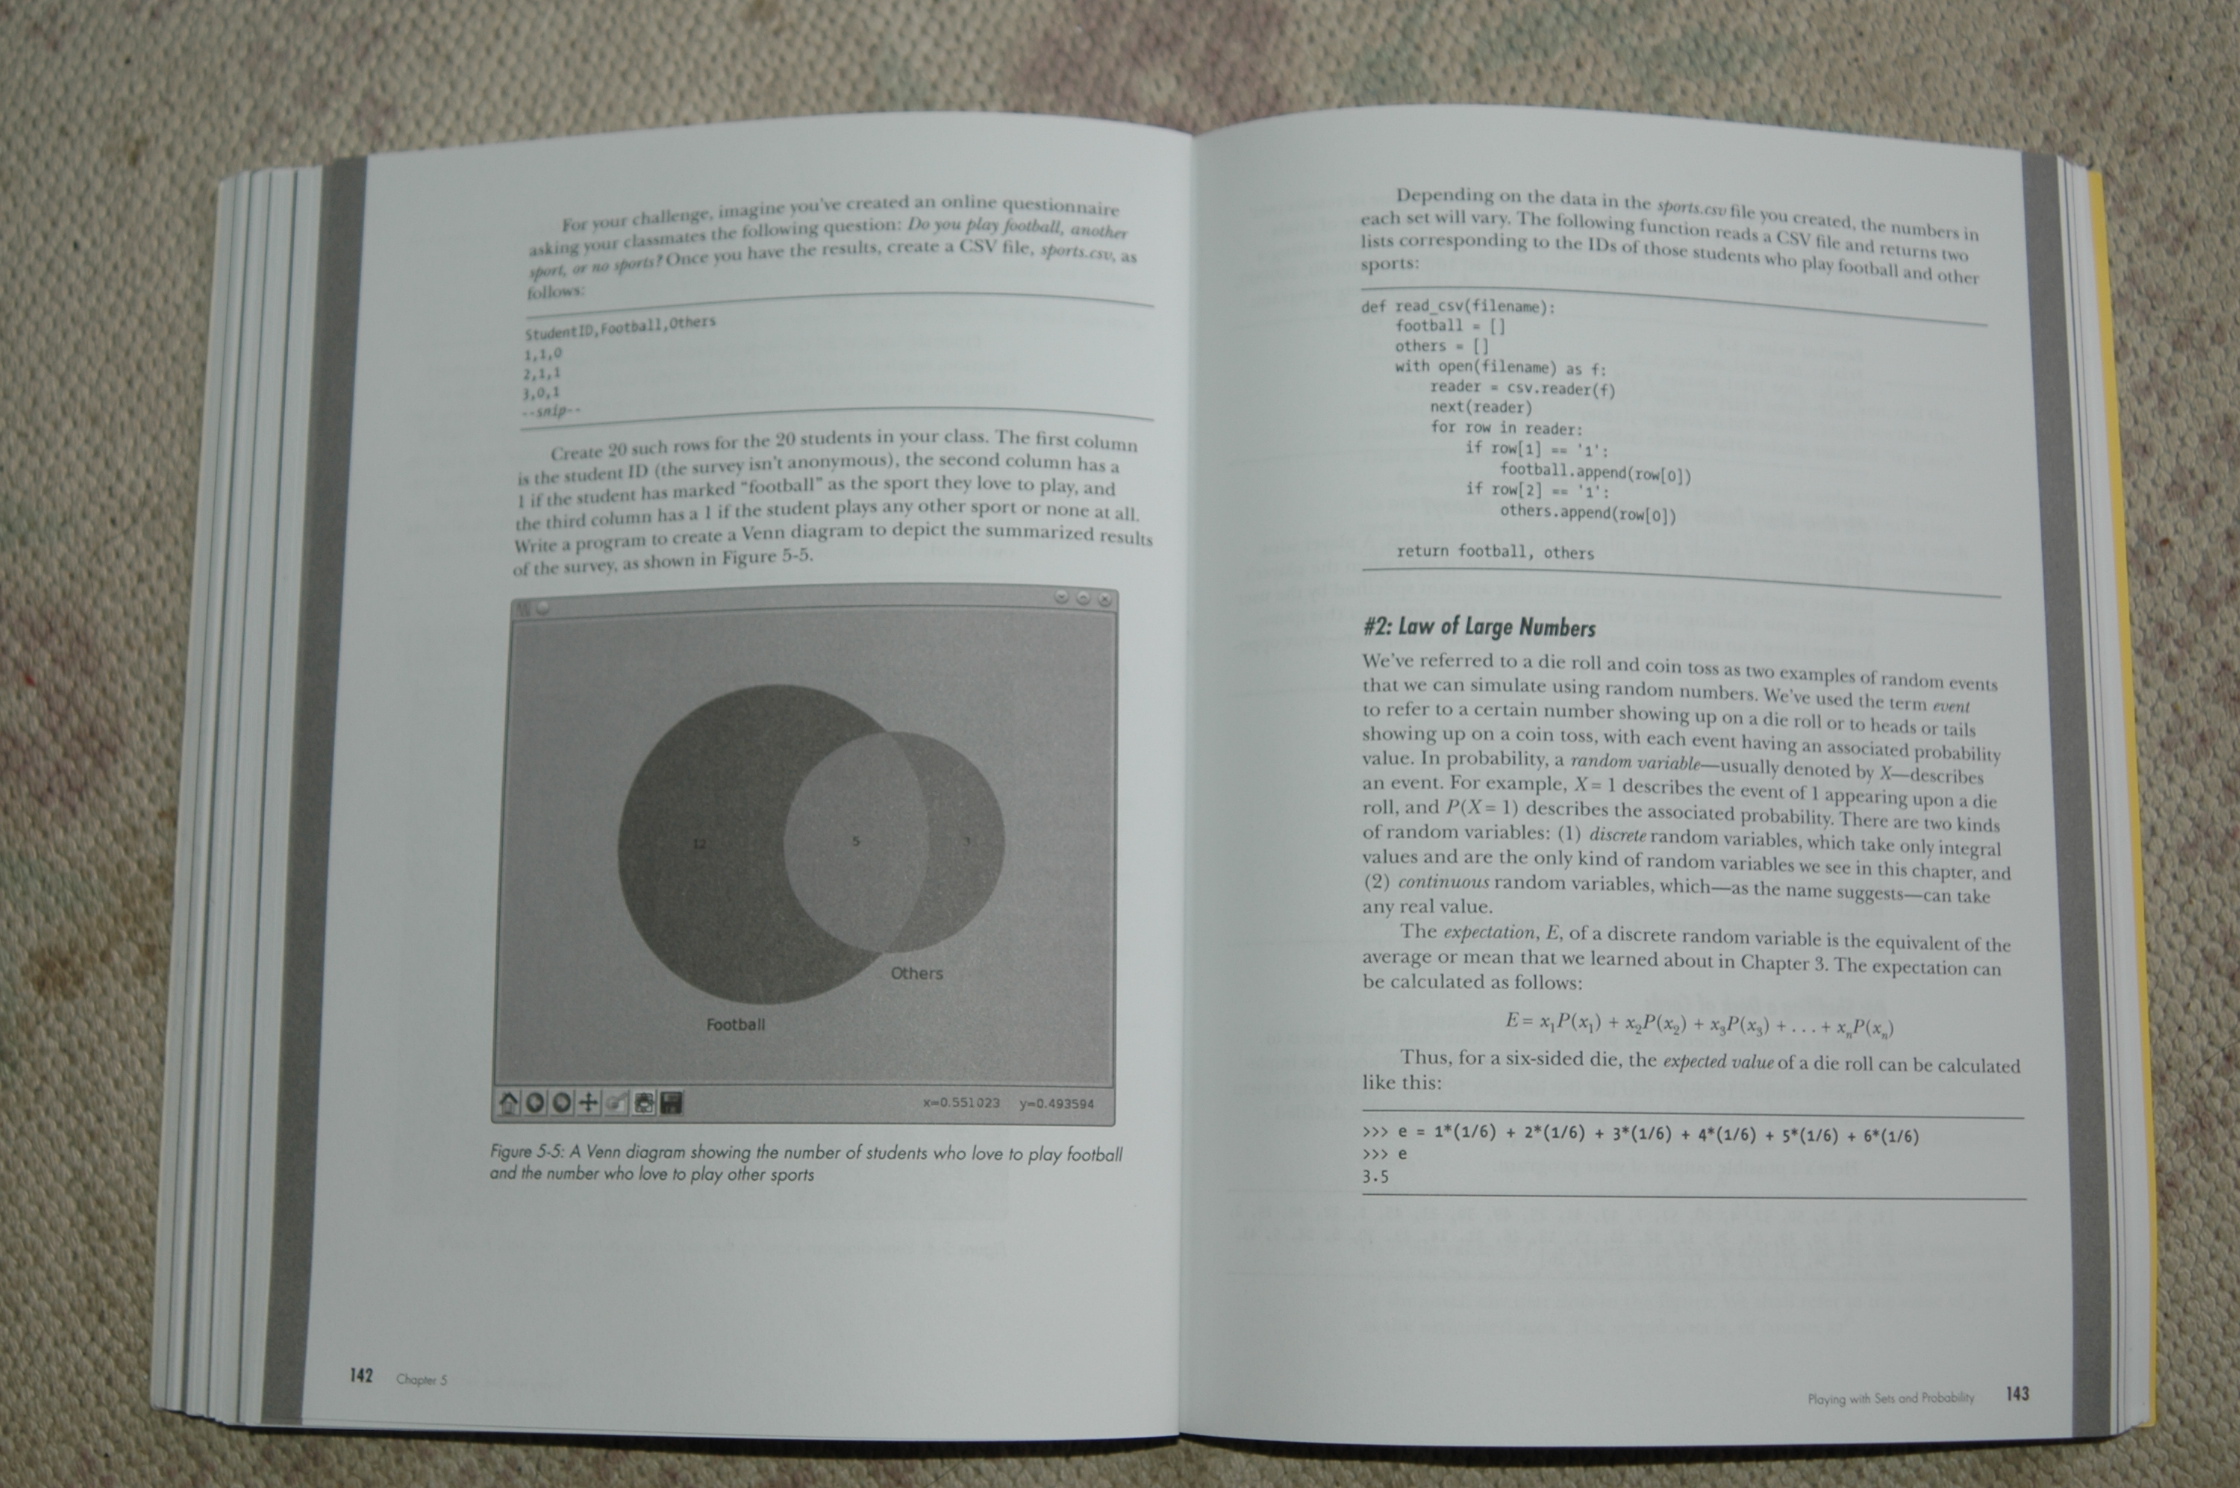 For your challenge, imagine you've created an online questionnaire
asking your classmates the following question: Do you play football, another
sport, or no sports? Once you have the results, create a CSV file, sports.csv, as
follows:
StudentID,Football,Others
1,1,0
2,1,1
3,0,1
--snip--
Create 20 such rows for the 20 students in your class. The first column
is the student ID (the survey isn't anonymous), the second column has a
1 if the student has marked "football" as the sport they love to play, and
the third column has a 1 if the student plays any other sport or none at all.
Write a program to create a Venn diagram to depict the summarized results
of the survey, as shown in Figure 5-5.
12
5
Football
Others
x=0.551023 y=0.493594
Figure 5-5: A Venn diagram showing the number of students who love to play football
and the number who love to play other sports
142 Chapter 5
Depending on the data in the sports.csv file you created, the numbers in
each set will vary. The following function reads a CSV file and returns two
lists corresponding to the IDs of those students who play football and other
sports:
def read_csv(filename):
football = []
others = []
with open(filename) as f:
reader = csv.reader(f)
next(reader)
for row in reader:
if row[1] == '1':
football.append(row[0])
if row[2] == '1':
others.append(row[0])
return football, others
#2: Law of Large Numbers
We've referred to a die roll and coin toss as two examples of random events
that we can simulate using random numbers. We've used the term event
to refer to a certain number showing up on a die roll or to heads or tails
showing up on a coin toss, with each event having an associated probability
value. In probability, a random variable—usually denoted by X—describes
an event. For example, X = 1 describes the event of 1 appearing upon a die
roll, and P(X = 1) describes the associated probability. There are two kinds
of random variables: (1) discrete random variables, which take only integral
values and are the only kind of random variables we see in this chapter, and
(2) continuous random variables, which—as the name suggests—can take
any real value.
The expectation, E, of a discrete random variable is the equivalent of the
average or mean that we learned about in Chapter 3. The expectation can
be calculated as follows:
E = x₁P(x₁) + x₂P(x₂) + x₃P(x₃) + . . . + xₙP(xₙ)
Thus, for a six-sided die, the expected value of a die roll can be calculated
like this:
>>> e = 1*(1/6) + 2*(1/6) + 3*(1/6) + 4*(1/6) + 5*(1/6) + 6*(1/6)
>>> e
3.5
Playing with Sets and Probability 143